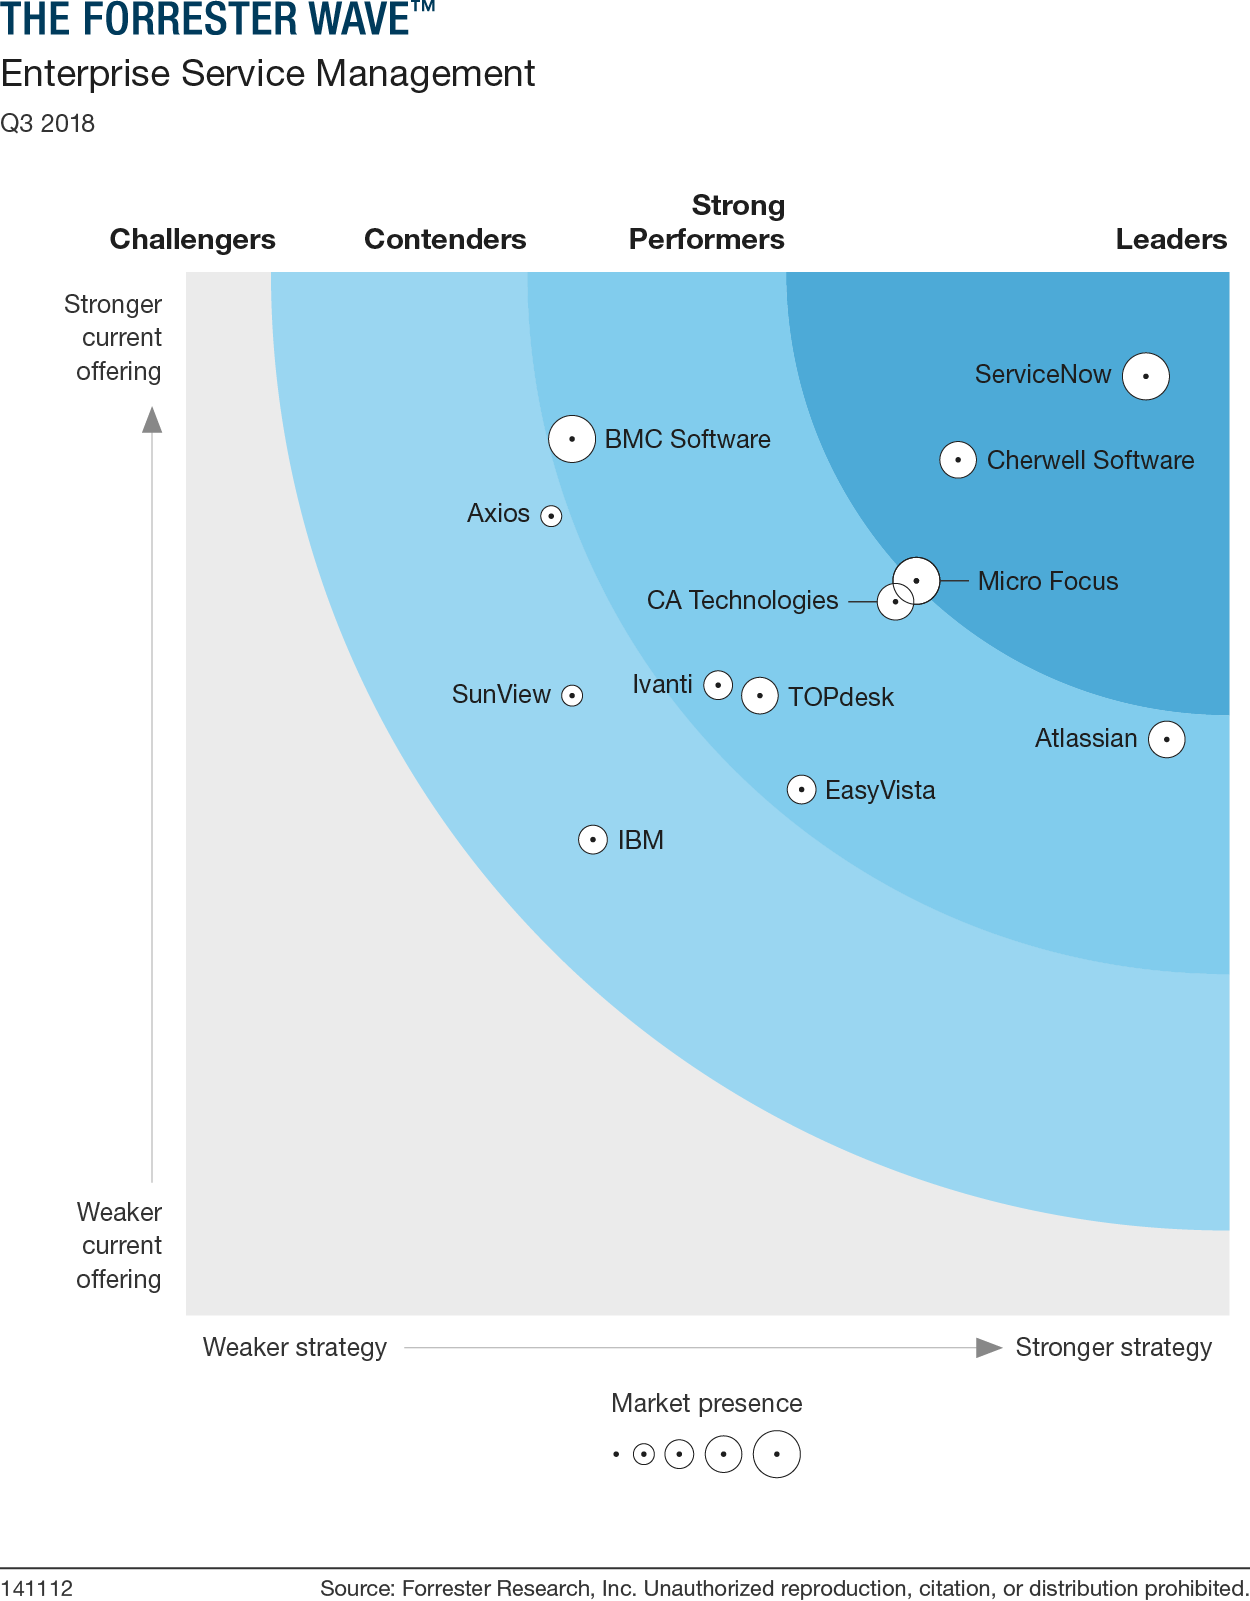 THE FORRESTER WAVE™
Enterprise Service Management
Q3 2018
Challengers
Contenders
Strong
Performers
Leaders
Stronger
current
offering
ServiceNow
BMC Software
Cherwell Software
Axios
Micro Focus
CA Technologies
SunView
Ivanti
TOPdesk
Atlassian
EasyVista
IBM
Weaker
current
offering
Weaker strategy
Stronger strategy
Market presence
141112
Source: Forrester Research, Inc. Unauthorized reproduction, citation, or distribution prohibited.